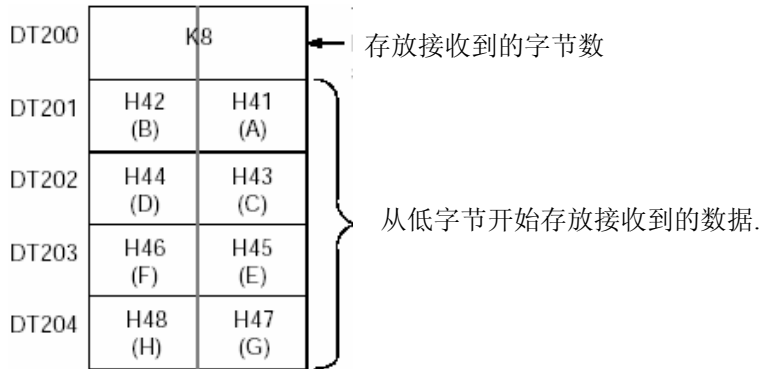 DT200 K8 存放接收到的字节数
DT201 H42 H41
(B) (A)
DT202 H44 H43
(D) (C)
从低字节开始存放接收到的数据.
DT203 H46 H45
(F) (E)
DT204 H48 H47
(H) (G)